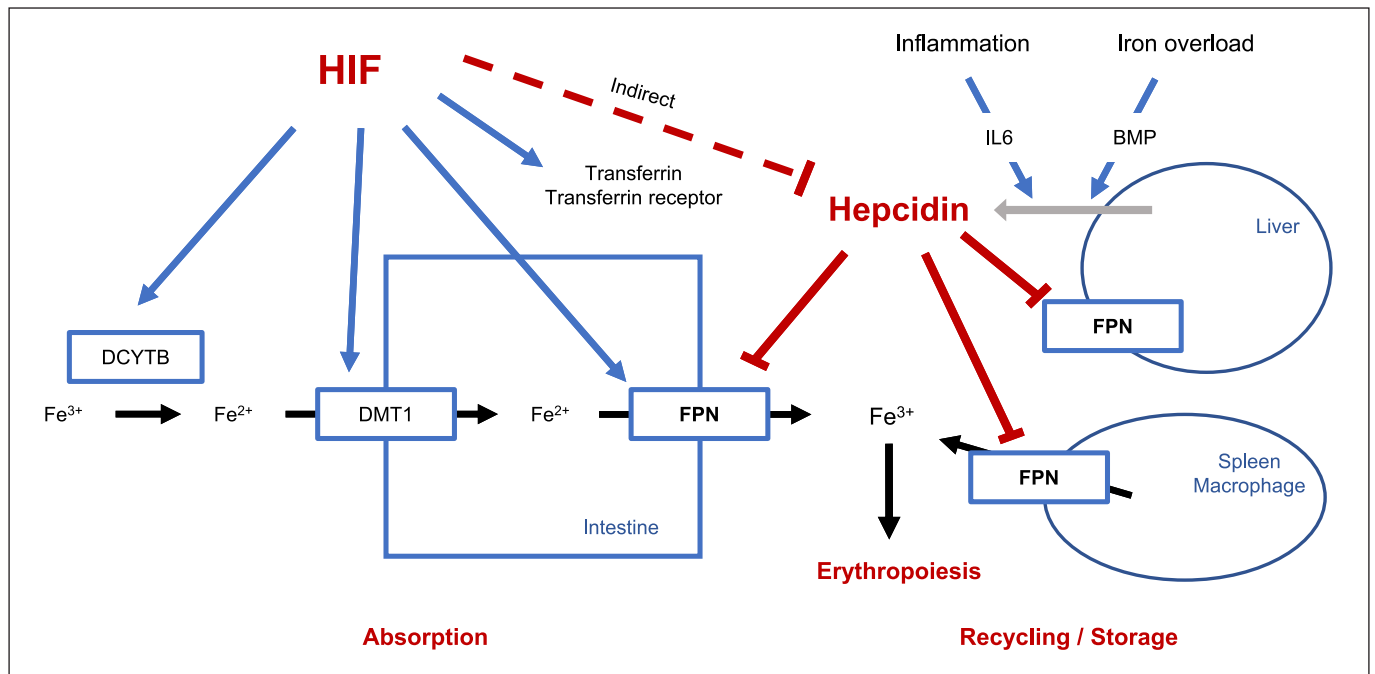 HIF
Indirect
Inflammation
Iron overload
IL6
BMP
Transferrin
Transferrin receptor
Hepcidin
Liver
FPN
DCYTB
Fe³⁺
Fe²⁺
DMT1
Fe²⁺
FPN
Fe³⁺
FPN
Spleen
Macrophage
Intestine
Erythropoiesis
Absorption
Recycling / Storage